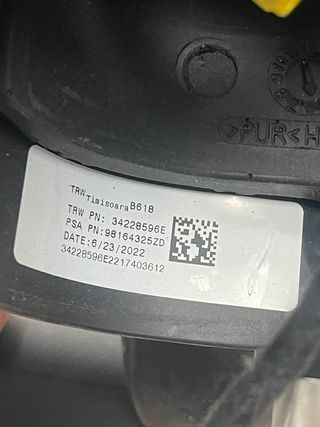 >PUR<
TRW Timisoara B618
TRW PN: 34228596E
PSA PN:98164325ZD
DATE:6/23/2022
34228596E2217403612